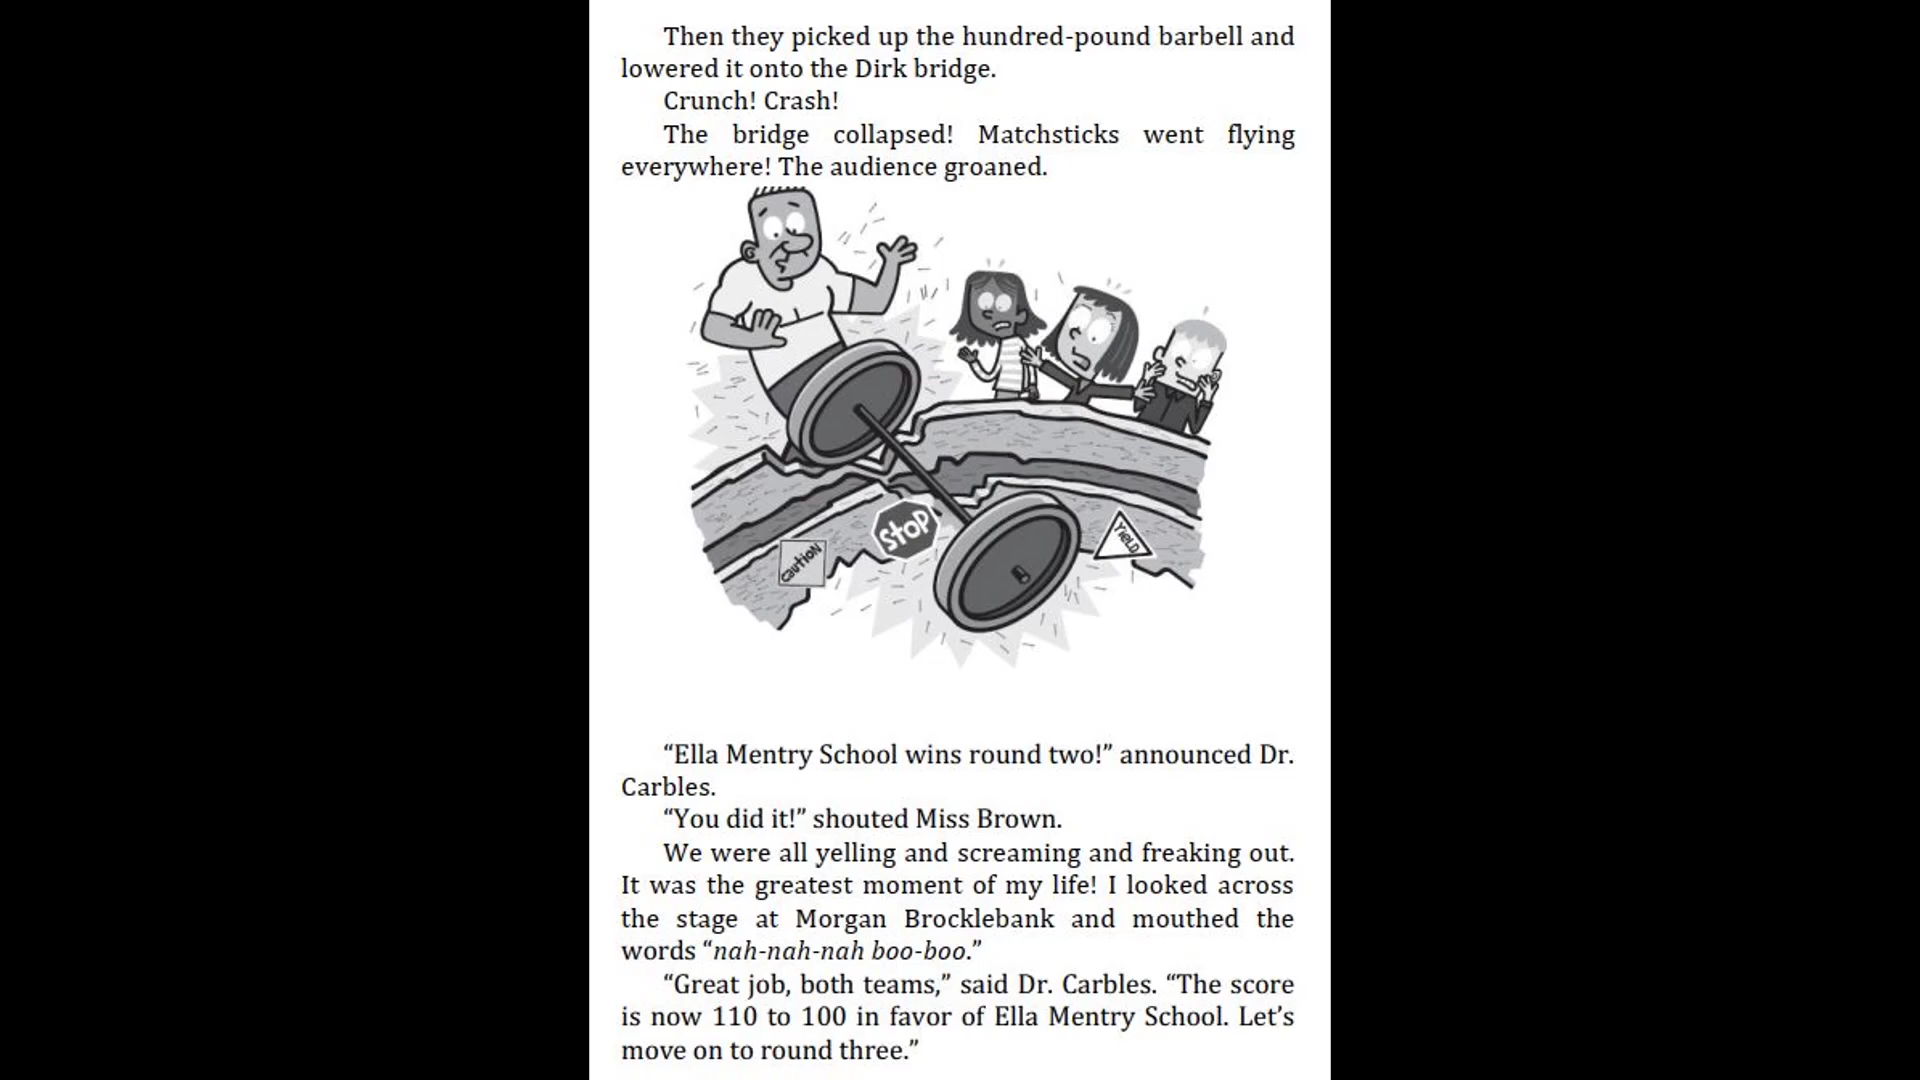 Then they picked up the hundred-pound barbell and
lowered it onto the Dirk bridge.
Crunch! Crash!
The bridge collapsed! Matchsticks went flying
everywhere! The audience groaned.
STOP
YIELD
CAUTION
“Ella Mentry School wins round two!” announced Dr.
Carbles.
“You did it!” shouted Miss Brown.
We were all yelling and screaming and freaking out.
It was the greatest moment of my life! I looked across
the stage at Morgan Brocklebank and mouthed the
words “nah-nah-nah boo-boo.”
“Great job, both teams,” said Dr. Carbles. “The score
is now 110 to 100 in favor of Ella Mentry School. Let’s
move on to round three.”